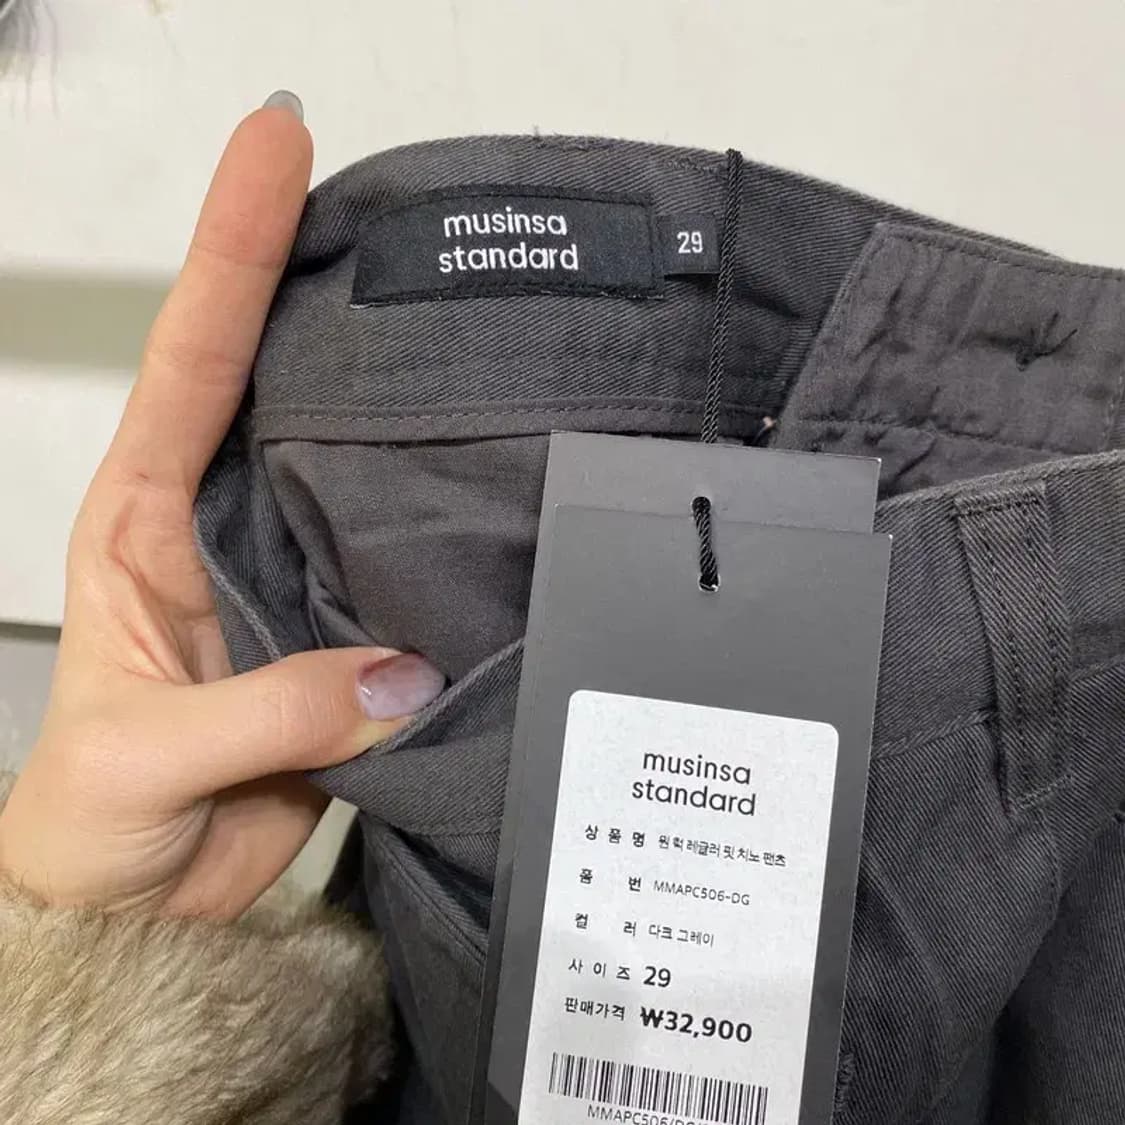 musinsa
standard
29
musinsa
standard
상 품 명 원 턱 레귤러 핏 치노 팬츠
품 번 MMAPC506-DG
컬 러 다크 그레이
사 이 즈 29
판매가격 ₩32,900